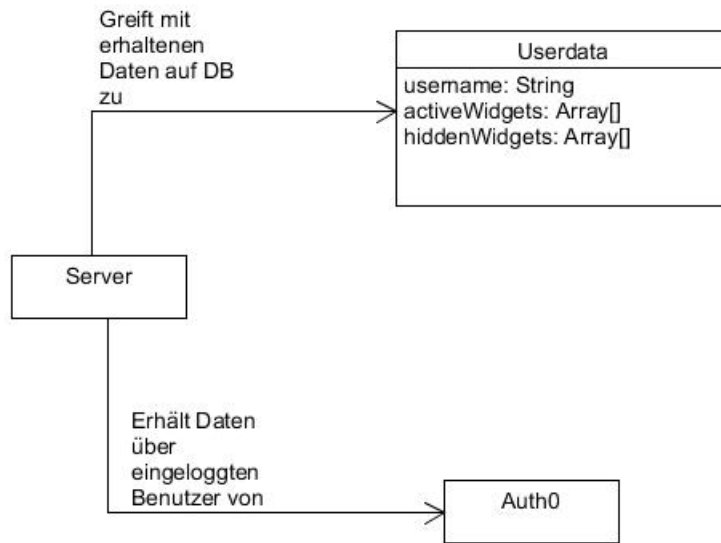 Greift mit
erhaltenen
Daten auf DB
zu
Userdata
username: String
activeWidgets: Array[]
hiddenWidgets: Array[]
Server
Erhält Daten
über
eingeloggten
Benutzer von
Auth0